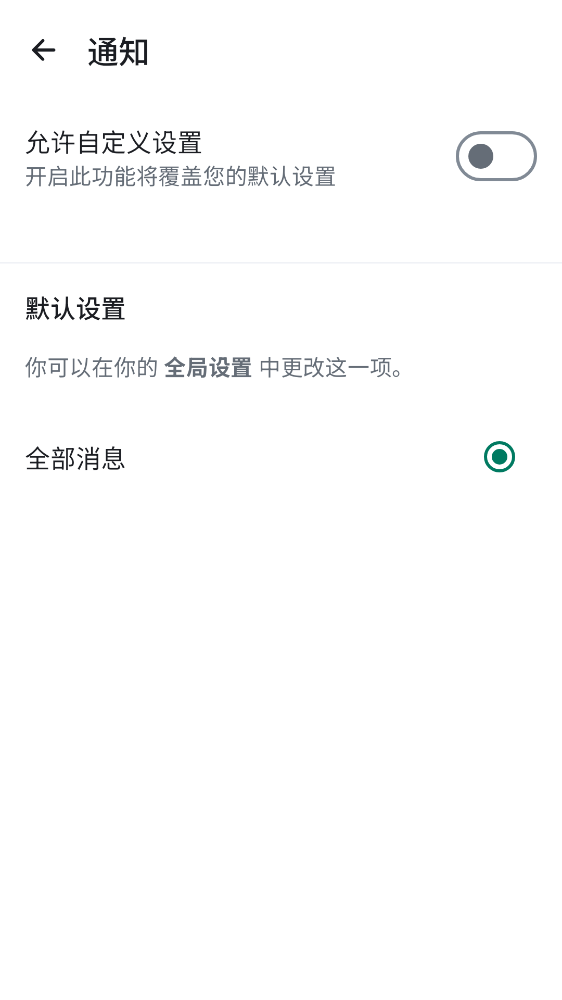 通知
允许自定义设置
开启此功能将覆盖您的默认设置
默认设置
你可以在你的 全局设置 中更改这一项。
全部消息